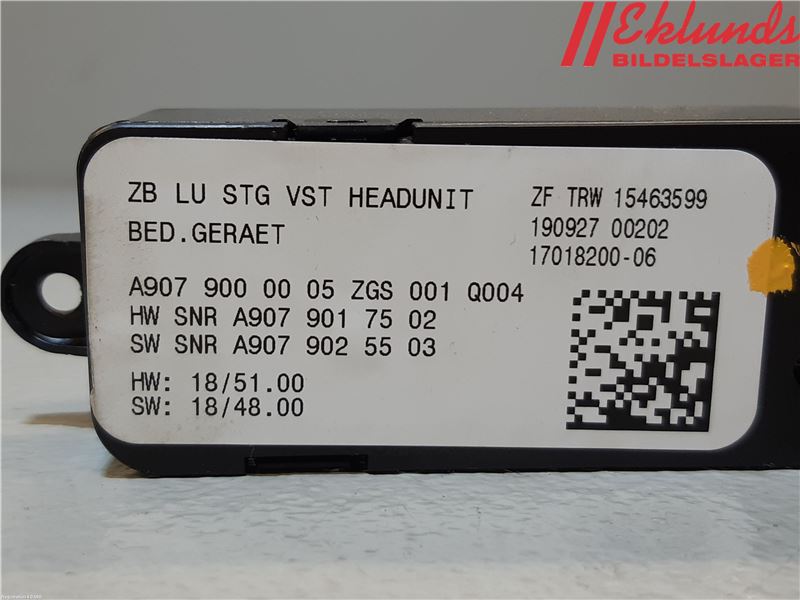 Eklunds
BILDELSLAGER
ZB LU STG VST HEADUNIT
BED.GERAET
ZF TRW 15463599
190927 00202
17018200-06
A907 900 00 05 ZGS 001 Q004
HW SNR A907 901 75 02
SW SNR A907 902 55 03
HW: 18/51.00
SW: 18/48.00